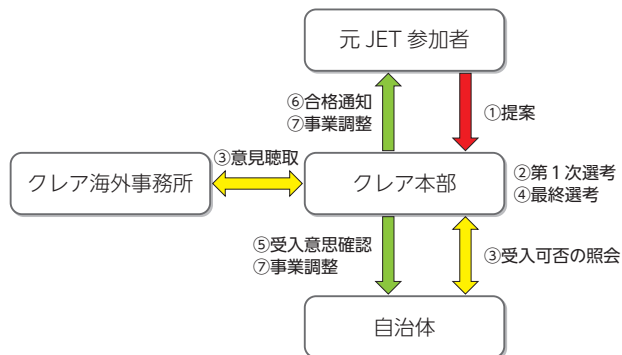 元 JET 参加者
⑥合格通知
⑦事業調整
①提案
③意見聴取
クレア海外事務所
クレア本部
②第１次選考
④最終選考
⑤受入意思確認
⑦事業調整
③受入可否の照会
自治体